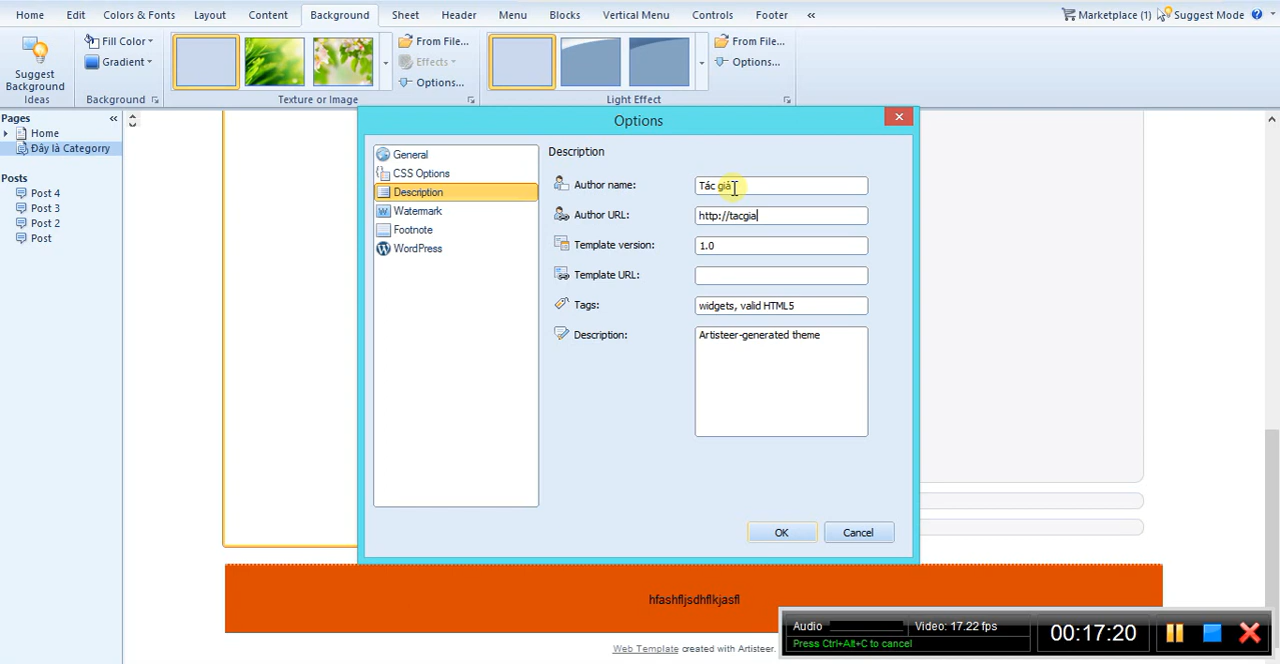 Home Edit Colors & Fonts Layout Content Background Sheet Header Menu Blocks Vertical Menu Controls Footer « Marketplace (1) Suggest Mode
Suggest Background Ideas
Fill Color
Gradient
Background
From File...
Effects
Options...
Texture or Image
From File...
Options...
Light Effect
Pages «
Home
Đây là Categorry
Posts
Post 4
Post 3
Post 2
Post
Options
General
CSS Options
Description
Watermark
Footnote
WordPress
Description
Author name: Tác giả
Author URL: http://tacgia
Template version: 1.0
Template URL:
Tags: widgets, valid HTML5
Description: Artisteer-generated theme
OK Cancel
hfashfljsdhflkjasfl
Web Template created with Artisteer.
Audio Video: 17.22 fps
Press Ctrl+Alt+C to cancel
00:17:20